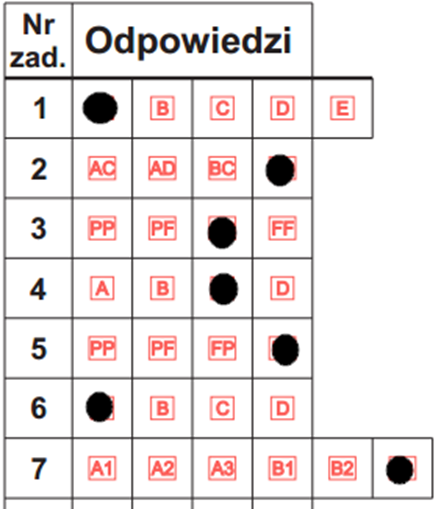 Nr zad. Odpowiedzi
1 B C D E
2 AC AD BC
3 PP PF FF
4 A B D
5 PP PF FP
6 B C D
7 A1 A2 A3 B1 B2